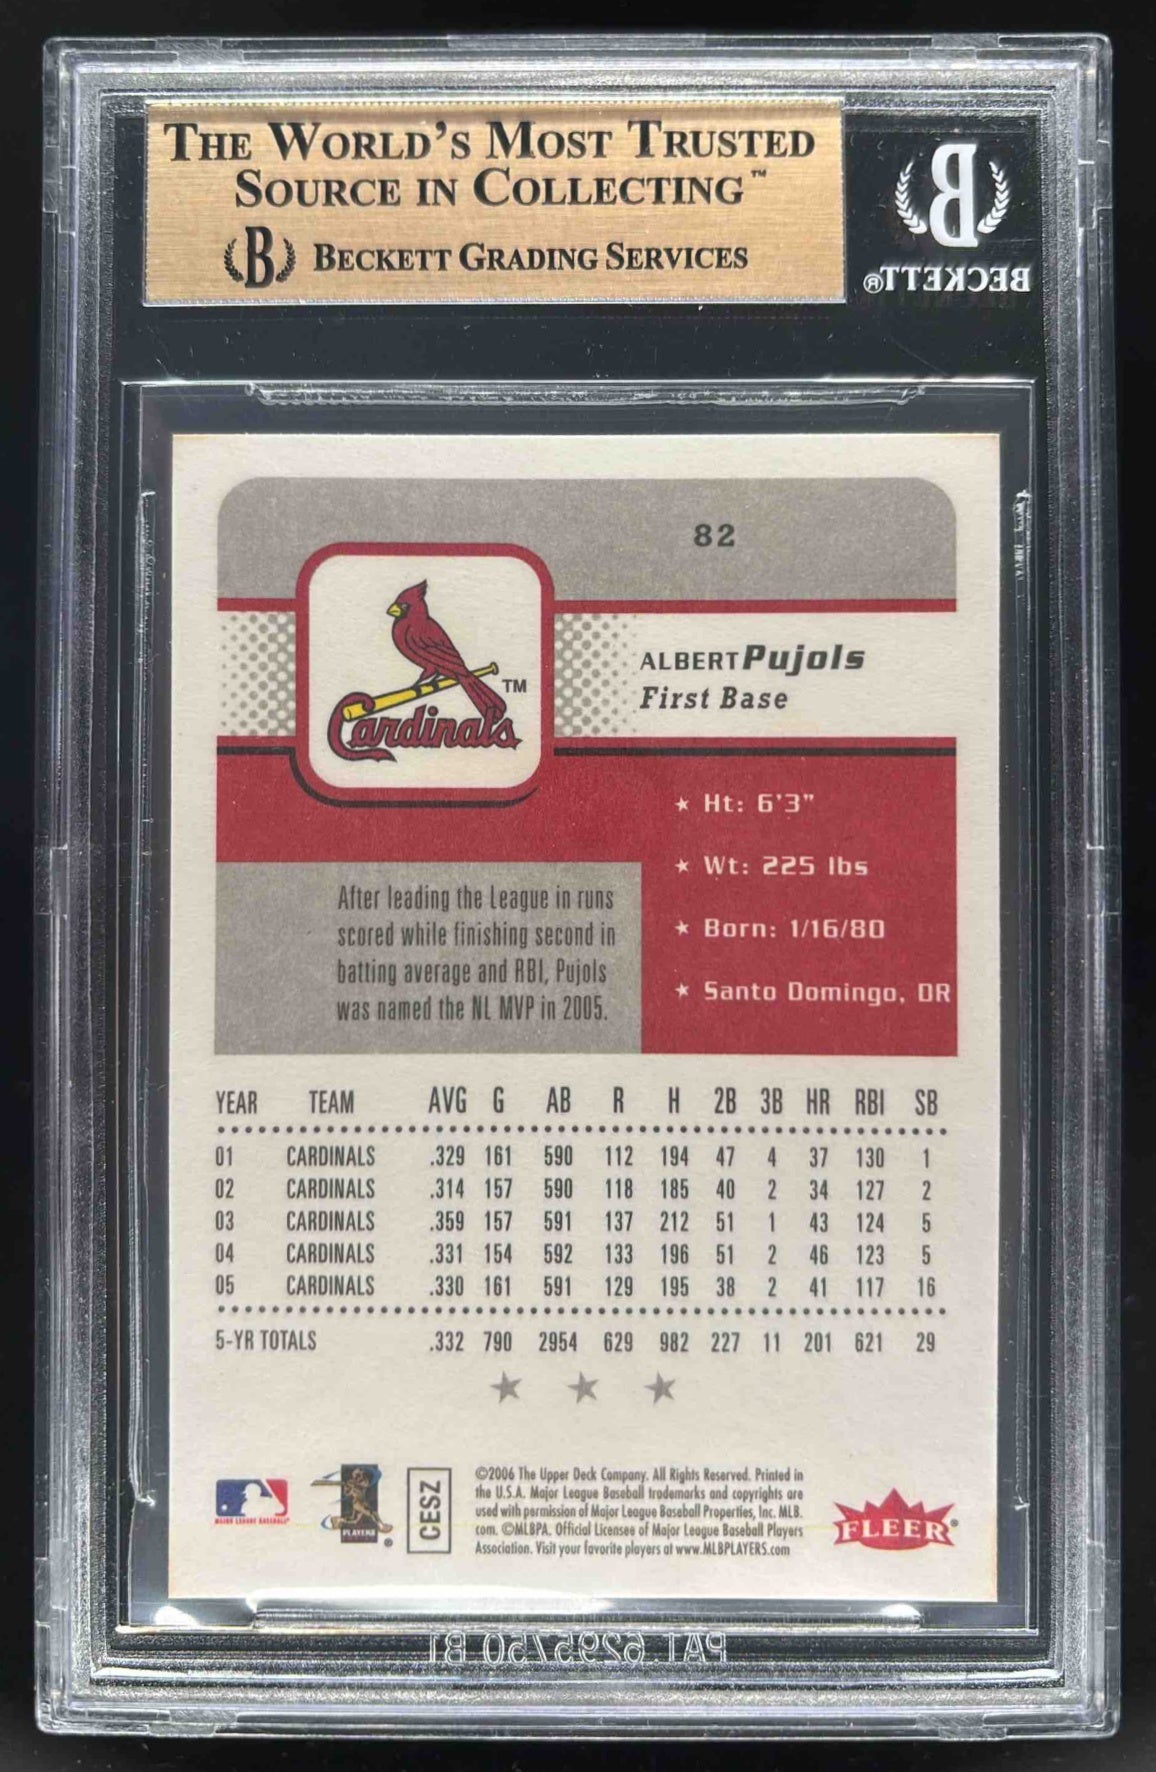 THE WORLD'S MOST TRUSTED
SOURCE IN COLLECTING™
B BECKETT GRADING SERVICES
B
BECKETT®
82
Cardinals TM
ALBERT Pujols
First Base
★ Ht: 6'3"
★ Wt: 225 lbs
★ Born: 1/16/80
★ Santo Domingo, DR
After leading the League in runs
scored while finishing second in
batting average and RBI, Pujols
was named the NL MVP in 2005.
YEAR TEAM AVG G AB R H 2B 3B HR RBI SB
01 CARDINALS .329 161 590 112 194 47 4 37 130 1
02 CARDINALS .314 157 590 118 185 40 2 34 127 2
03 CARDINALS .359 157 591 137 212 51 1 43 124 5
04 CARDINALS .331 154 592 133 196 51 2 46 123 5
05 CARDINALS .330 161 591 129 195 38 2 41 117 16
5-YR TOTALS .332 790 2954 629 982 227 11 201 621 29
MAJOR LEAGUE BASEBALL®
PLAYERS ®
CESZ
©2006 The Upper Deck Company. All Rights Reserved. Printed in
the U.S.A. Major League Baseball trademarks and copyrights are
used with permission of Major League Baseball Properties, Inc. MLB.
com. ©MLBPA. Official Licensee of Major League Baseball Players
Association. Visit your favorite players at www.MLBPLAYERS.com
FLEER®
PAT. 6295750 B1